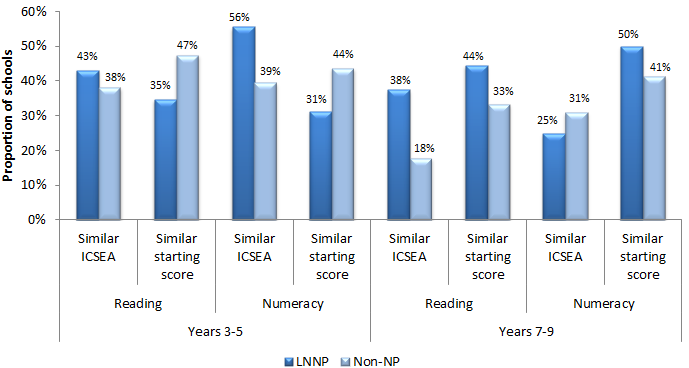 Proportion of schools
60%
50%
40%
30%
20%
10%
0%
43%
38%
35%
47%
56%
39%
31%
44%
38%
18%
44%
33%
25%
31%
50%
41%
Similar
ICSEA
Similar
starting
score
Similar
ICSEA
Similar
starting
score
Similar
ICSEA
Similar
starting
score
Similar
ICSEA
Similar
starting
score
Reading
Numeracy
Reading
Numeracy
Years 3-5
Years 7-9
LNNP
Non-NP